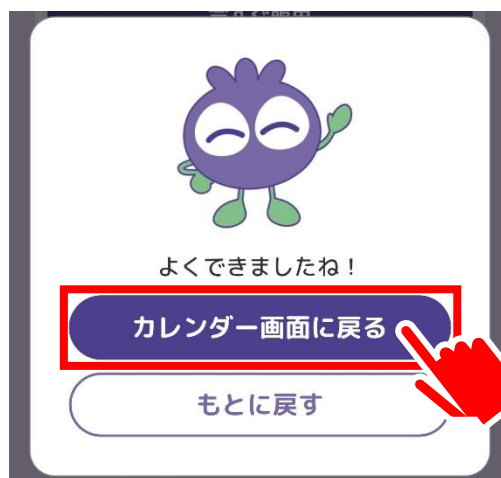 よくできましたね！
カレンダー画面に戻る
もとに戻す